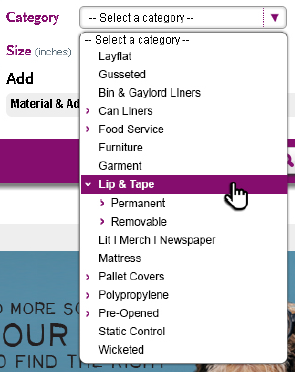 Category
-- Select a category --
-- Select a category --
Size (inches)
Layflat
Gusseted
Bin & Gaylord Liners
Add
Material & Ad
Can Liners
Food Service
Furniture
Garment
Lip & Tape
Permanent
Removable
Lit | Merch | Newspaper
Mattress
Pallet Covers
Polypropylene
Pre-Opened
Static Control
Wicketed
D MORE SO
OUR
O FIND THE RIGHT